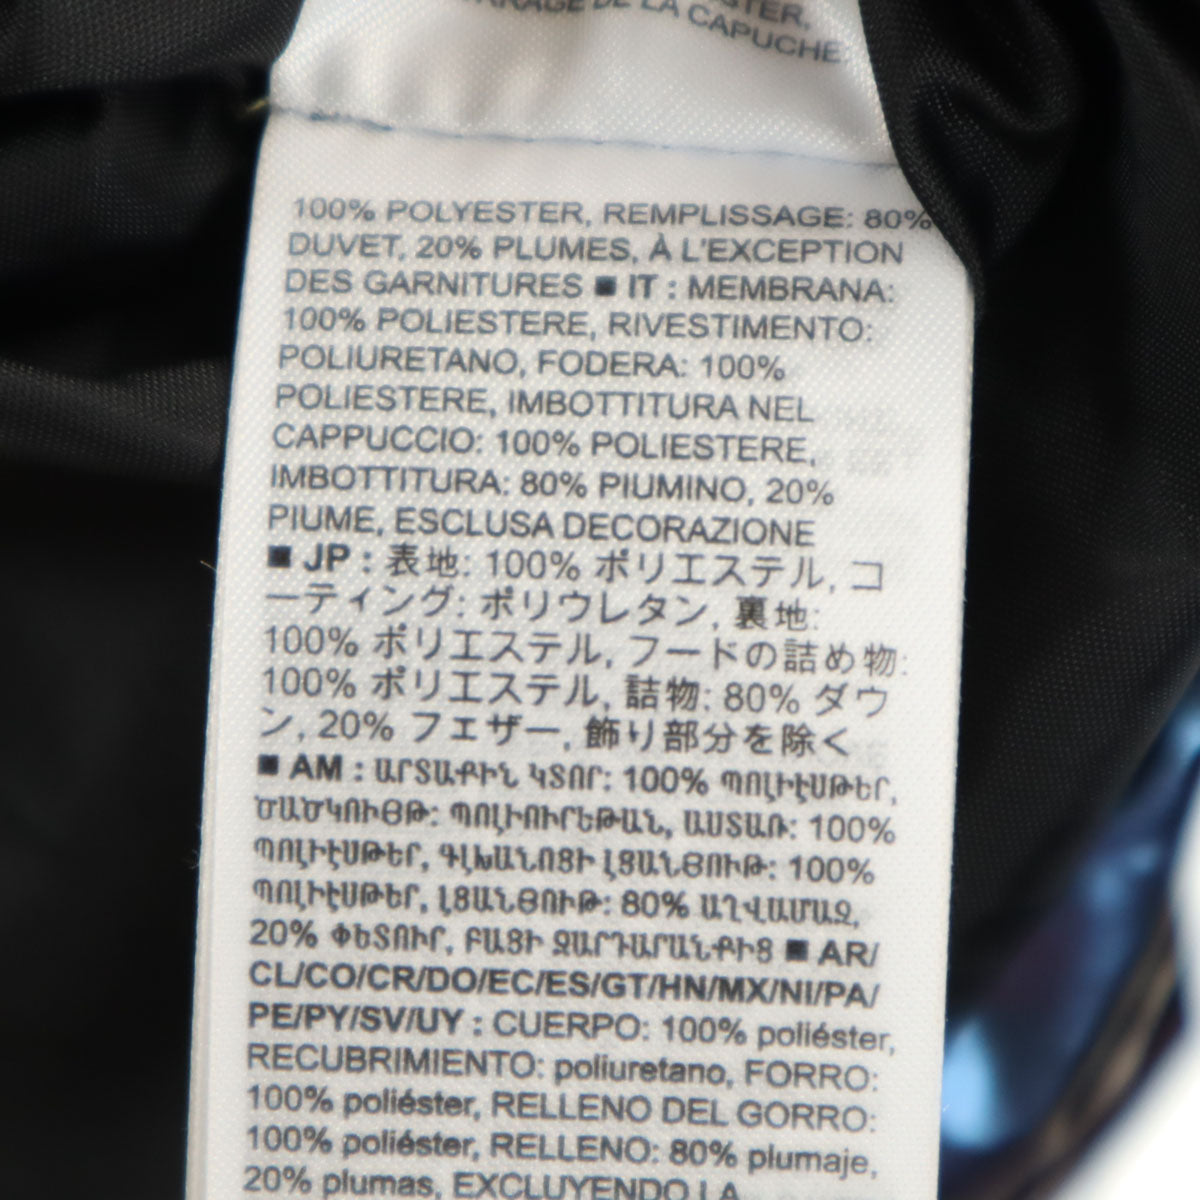 DE LA CAPUCHE:
100% POLYESTER, REMPLISSAGE: 80%
DUVET, 20% PLUMES, À L'EXCEPTION
DES GARNITURES ■ IT : MEMBRANA:
100% POLIESTERE, RIVESTIMENTO:
POLIURETANO, FODERA: 100%
POLIESTERE, IMBOTTITURA NEL
CAPPUCCIO: 100% POLIESTERE,
IMBOTTITURA: 80% PIUMINO, 20%
PIUME, ESCLUSA DECORAZIONE
■ JP : 表地: 100% ポリエステル, コ
ーティング: ポリウレタン, 裏地:
100% ポリエステル, フードの詰め物:
100% ポリエステル, 詰物: 80% ダウ
ン, 20% フェザー, 飾り部分を除く
■ AM : ԱՐՏԱՔԻՆ ԿՏՈՐ: 100% ՊՈԼԻԷՍԹԵՐ,
ԾԱԾԿՈՒՅԹ: ՊՈԼԻՈՒՐԵԹԱՆ, ԱՍՏԱՌ: 100%
ՊՈԼԻԷՍԹԵՐ, ԳԼԽԱՆՈՑԻ ԼՑԱՆՅՈՒԹ: 100%
ՊՈԼԻԷՍԹԵՐ, ԼՑԱՆՅՈՒԹ: 80% ԱՂՎԱՄԱԶ,
20% ՓԵՏՈՒՐ, ԲԱՑԻ ԶԱՐԴԱՐԱՆՔԻՑ ■ AR/
CL/CO/CR/DO/EC/ES/GT/HN/MX/NI/PA/
PE/PY/SV/UY : CUERPO: 100% poliéster,
RECUBRIMIENTO: poliuretano, FORRO:
100% poliéster, RELLENO DEL GORRO:
100% poliéster, RELLENO: 80% plumaje,
20% plumas, EXCLUYENDO LA